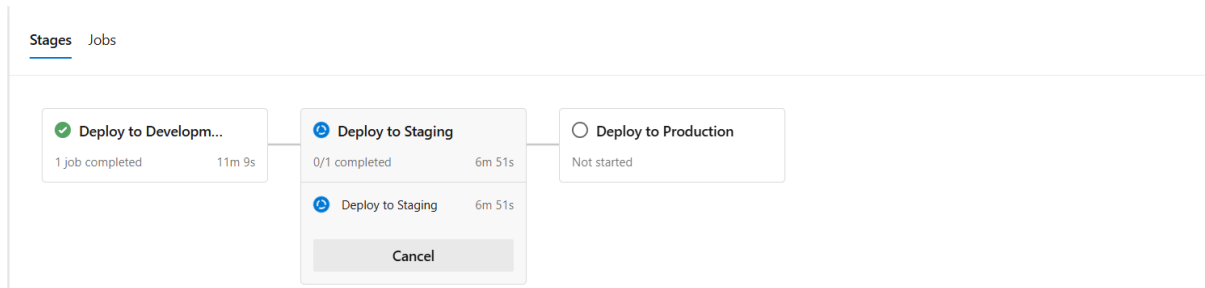 Stages Jobs
Deploy to Developm...
1 job completed 11m 9s
Deploy to Staging
0/1 completed 6m 51s
Deploy to Staging 6m 51s
Cancel
Deploy to Production
Not started